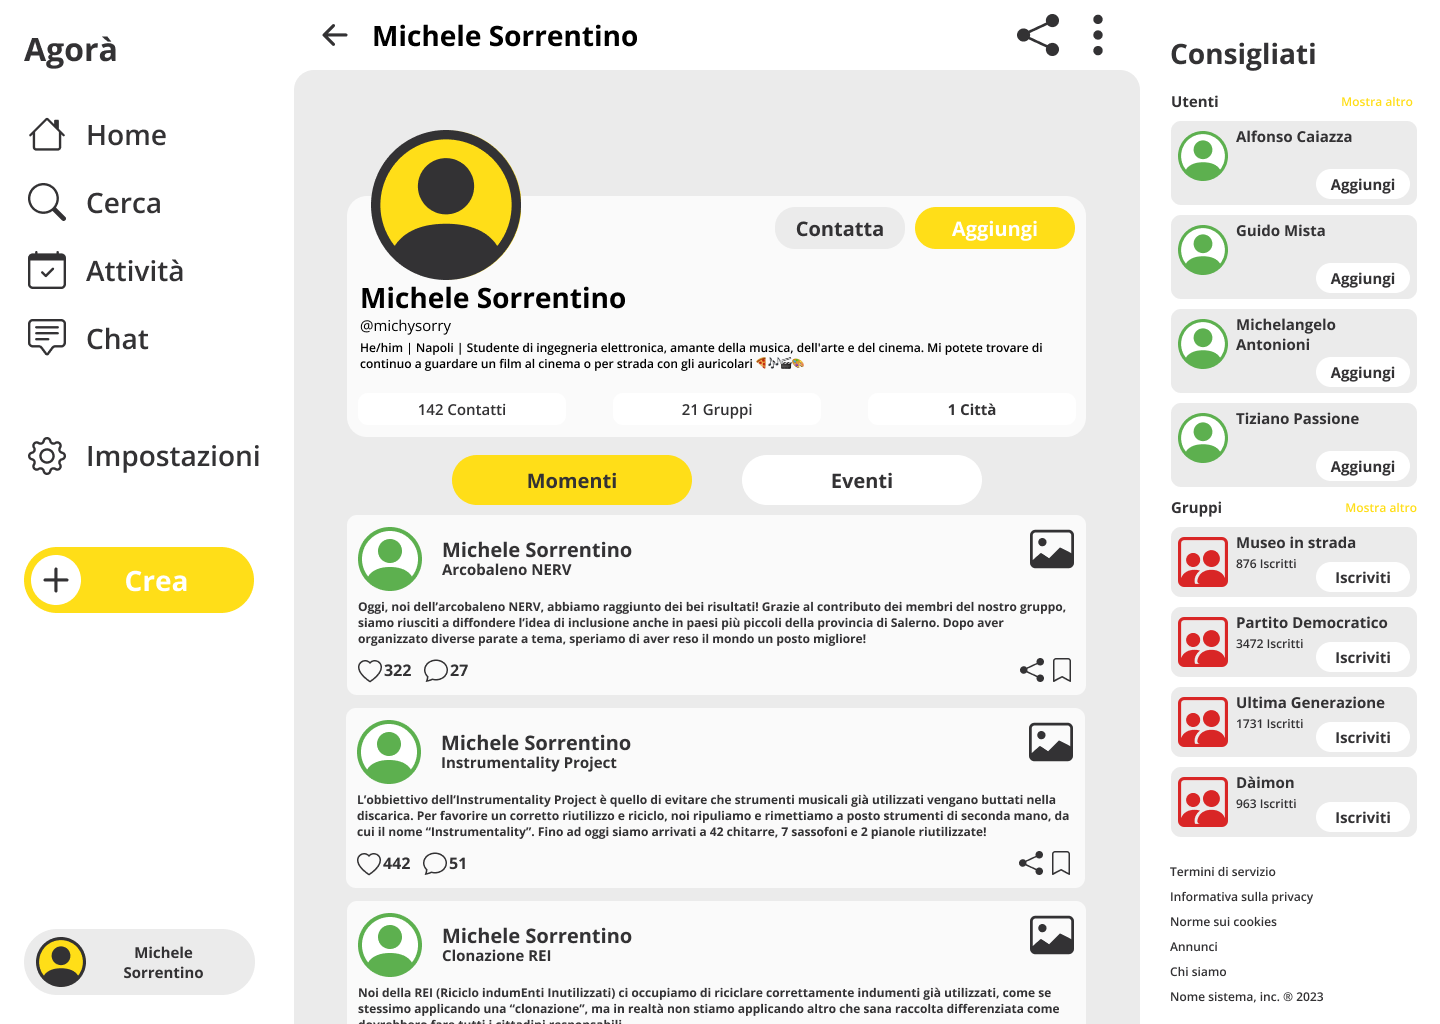 Agorà
Home
Cerca
Attività
Chat
Impostazioni
Crea
Michele
Sorrentino
Michele Sorrentino
Contatta
Aggiungi
Michele Sorrentino
@michysorry
He/him | Napoli | Studente di ingegneria elettronica, amante della musica, dell'arte e del cinema. Mi potete trovare di
continuo a guardare un film al cinema o per strada con gli auricolari 🍕🎶🎬🎨
142 Contatti
21 Gruppi
1 Città
Momenti
Eventi
Michele Sorrentino
Arcobaleno NERV
Oggi, noi dell’arcobaleno NERV, abbiamo raggiunto dei bei risultati! Grazie al contributo dei membri del nostro gruppo,
siamo riusciti a diffondere l’idea di inclusione anche in paesi più piccoli della provincia di Salerno. Dopo aver
organizzato diverse parate a tema, speriamo di aver reso il mondo un posto migliore!
322
27
Michele Sorrentino
Instrumentality Project
L’obbiettivo dell’Instrumentality Project è quello di evitare che strumenti musicali già utilizzati vengano buttati nella
discarica. Per favorire un corretto riutilizzo e riciclo, noi ripuliamo e rimettiamo a posto strumenti di seconda mano, da
cui il nome “Instrumentality”. Fino ad oggi siamo arrivati a 42 chitarre, 7 sassofoni e 2 pianole riutilizzate!
442
51
Michele Sorrentino
Clonazione REI
Noi della REI (Riciclo indumEnti Inutilizzati) ci occupiamo di riciclare correttamente indumenti già utilizzati, come se
stessimo applicando una “clonazione”, ma in realtà non stiamo applicando altro che sana raccolta differenziata come
dovrebbero fare tutti i cittadini responsabili.
Consigliati
Utenti
Mostra altro
Alfonso Caiazza
Aggiungi
Guido Mista
Aggiungi
Michelangelo
Antonioni
Aggiungi
Tiziano Passione
Aggiungi
Gruppi
Mostra altro
Museo in strada
876 Iscritti
Iscriviti
Partito Democratico
3472 Iscritti
Iscriviti
Ultima Generazione
1731 Iscritti
Iscriviti
Dàimon
963 Iscritti
Iscriviti
Termini di servizio
Informativa sulla privacy
Norme sui cookies
Annunci
Chi siamo
Nome sistema, inc. ® 2023